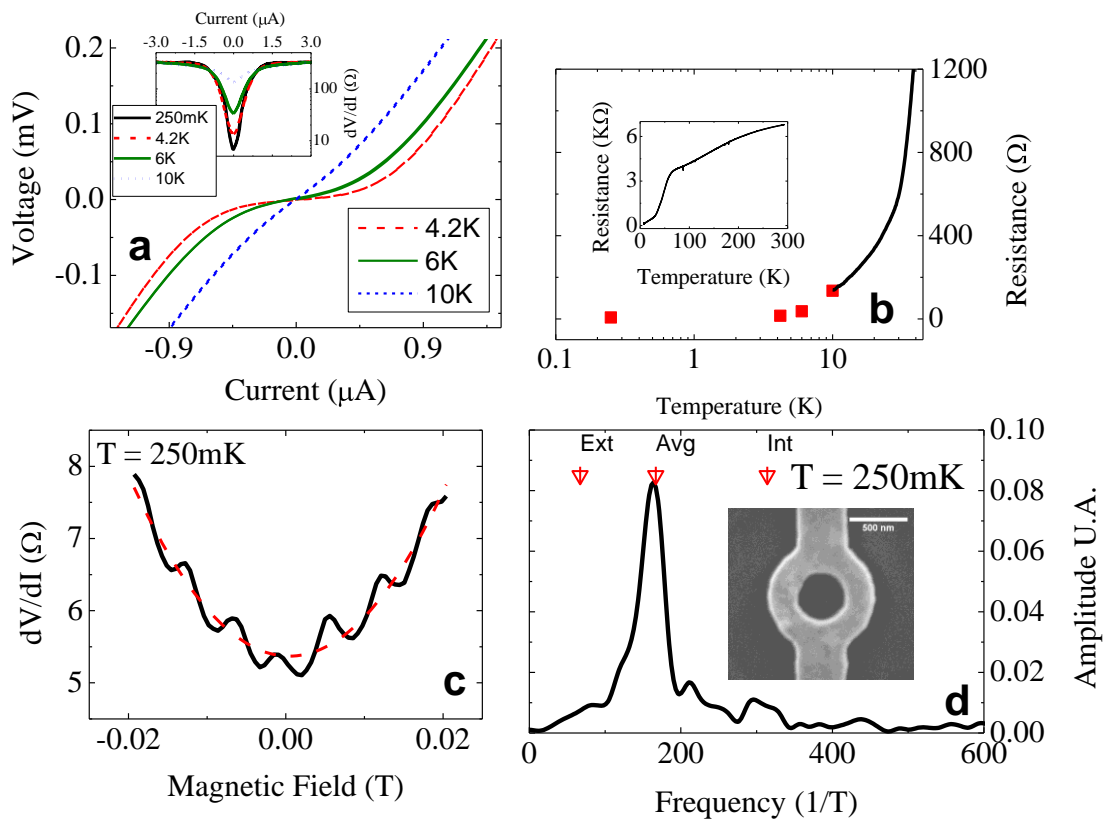 Current (μA)
-3.0 -1.5 0.0 1.5 3.0
100
10
dV/dI (Ω)
250mK
4.2K
6K
10K
0.2
0.1
0.0
-0.1
Voltage (mV)
a
4.2K
6K
10K
-0.9 0.0 0.9
Current (μA)
6
3
0
Resistance (KΩ)
0 100 200 300
Temperature (K)
1200
800
400
0
Resistance (Ω)
b
0.1 1 10
Temperature (K)
T = 250mK
8
7
6
5
dV/dI (Ω)
c
-0.02 0.00 0.02
Magnetic Field (T)
Ext Avg Int
T = 250mK
500 nm
0.10
0.08
0.06
0.04
0.02
0.00
Amplitude U.A.
d
0 200 400 600
Frequency (1/T)